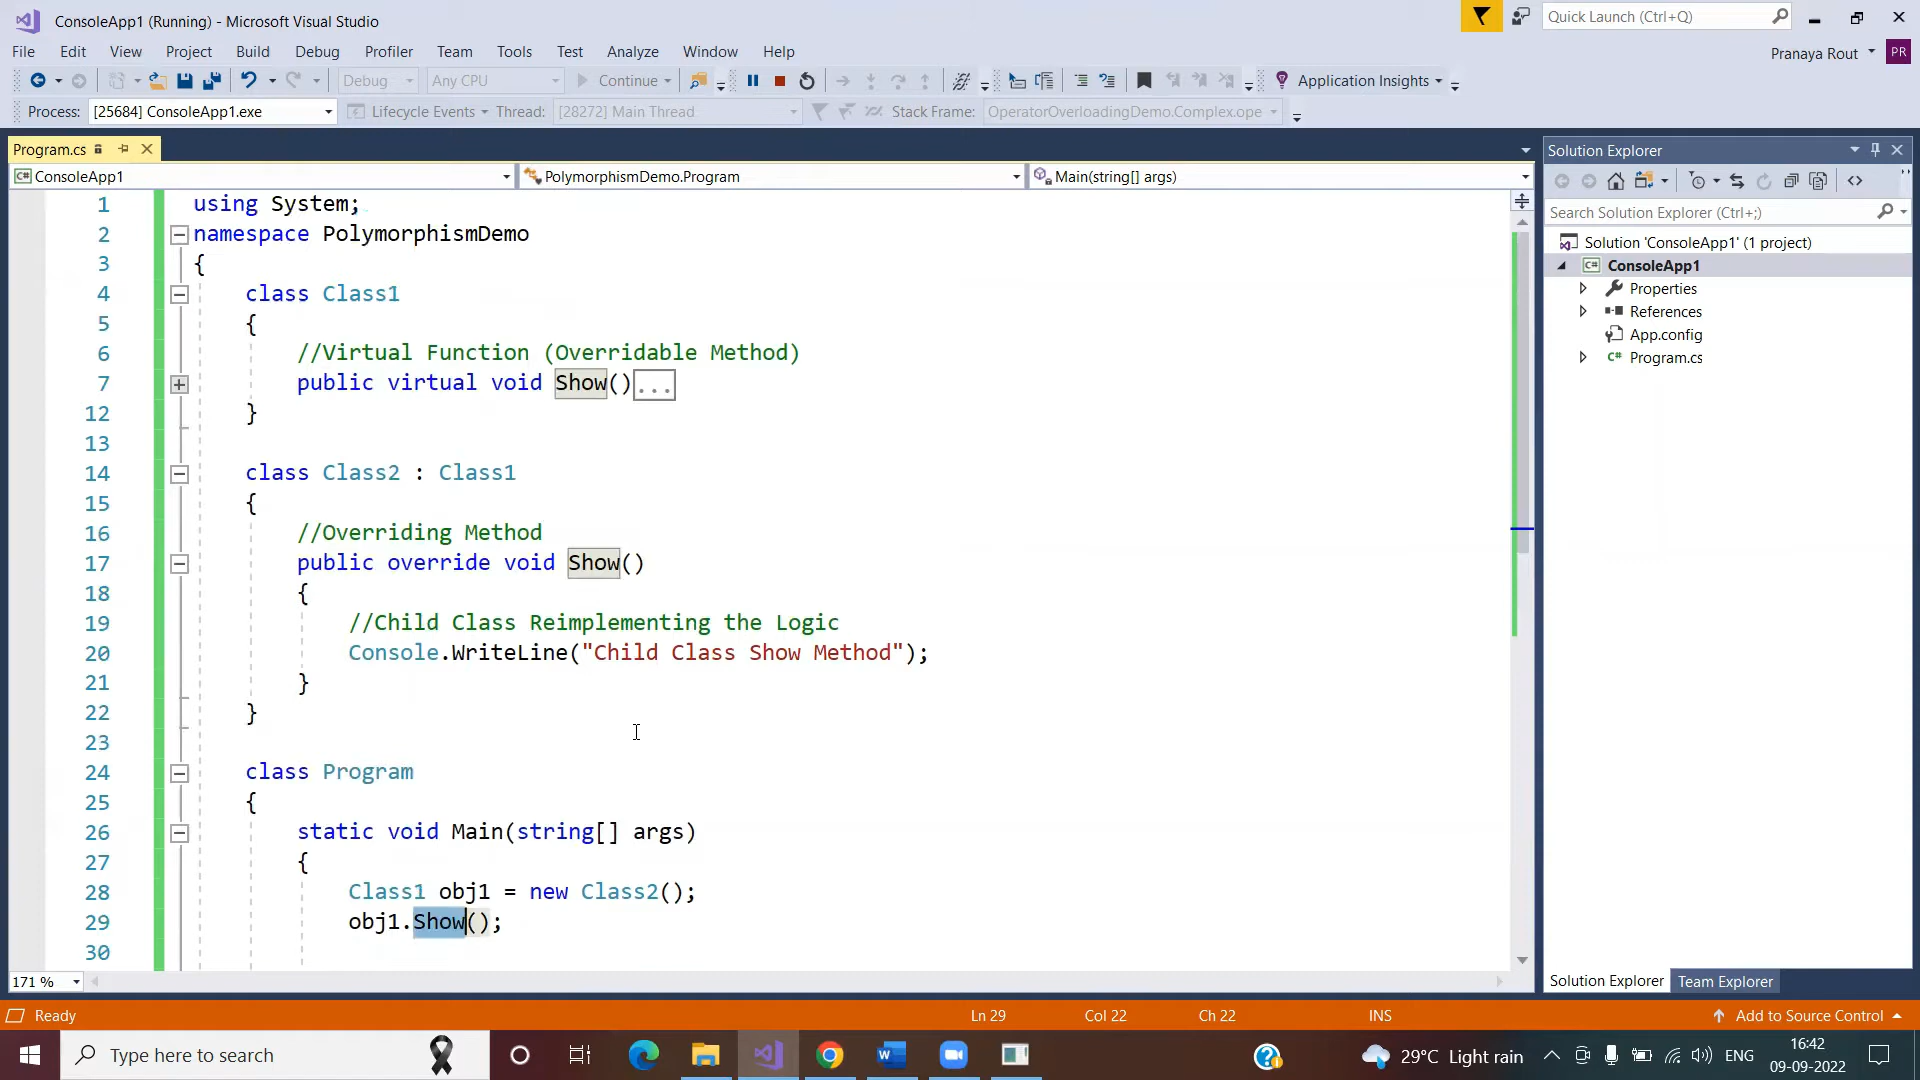 ConsoleApp1 (Running) - Microsoft Visual Studio
Quick Launch (Ctrl+Q)
File Edit View Project Build Debug Profiler Team Tools Test Analyze Window Help
Pranaya Rout PR
Debug Any CPU Continue Application Insights
Process: [25684] ConsoleApp1.exe Lifecycle Events Thread: [28272] Main Thread Stack Frame: OperatorOverloadingDemo.Complex.ope
Program.cs
ConsoleApp1 PolymorphismDemo.Program Main(string[] args)
1 using System;
2 namespace PolymorphismDemo
3 {
4 class Class1
5 {
6 //Virtual Function (Overridable Method)
7 public virtual void Show()...
12 }
13
14 class Class2 : Class1
15 {
16 //Overriding Method
17 public override void Show()
18 {
19 //Child Class Reimplementing the Logic
20 Console.WriteLine("Child Class Show Method");
21 }
22 }
23
24 class Program
25 {
26 static void Main(string[] args)
27 {
28 Class1 obj1 = new Class2();
29 obj1.Show();
30
171 %
Solution Explorer
Search Solution Explorer (Ctrl+;)
Solution 'ConsoleApp1' (1 project)
C# ConsoleApp1
Properties
References
App.config
C# Program.cs
Solution Explorer Team Explorer
Ready Ln 29 Col 22 Ch 22 INS Add to Source Control
Type here to search
29°C Light rain
ENG
16:42
09-09-2022